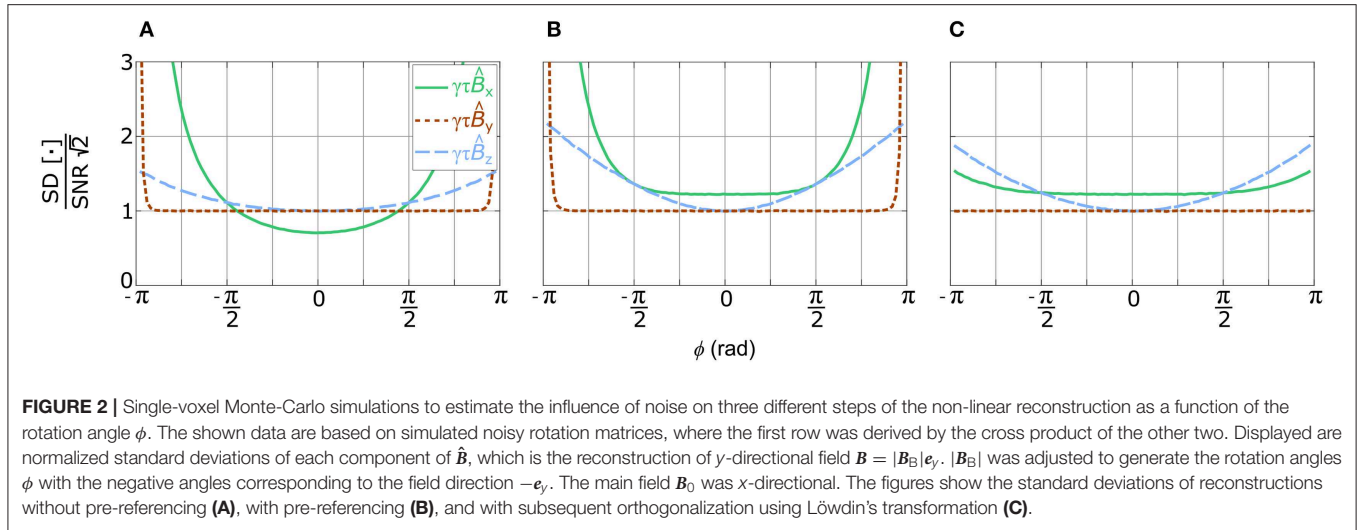 A
B
C
3
2
1
0
SD [·]
SNR √2
γτB̂x
γτB̂y
γτB̂z
-π
-π/2
0
π/2
π
-π
-π/2
0
π/2
π
-π
-π/2
0
π/2
π
ϕ (rad)
FIGURE 2 | Single-voxel Monte-Carlo simulations to estimate the influence of noise on three different steps of the non-linear reconstruction as a function of the
rotation angle ϕ. The shown data are based on simulated noisy rotation matrices, where the first row was derived by the cross product of the other two. Displayed are
normalized standard deviations of each component of B̂, which is the reconstruction of y-directional field B = |B_B|e_y. |B_B| was adjusted to generate the rotation angles
ϕ with the negative angles corresponding to the field direction −e_y. The main field B_0 was x-directional. The figures show the standard deviations of reconstructions
without pre-referencing (A), with pre-referencing (B), and with subsequent orthogonalization using Löwdin's transformation (C).